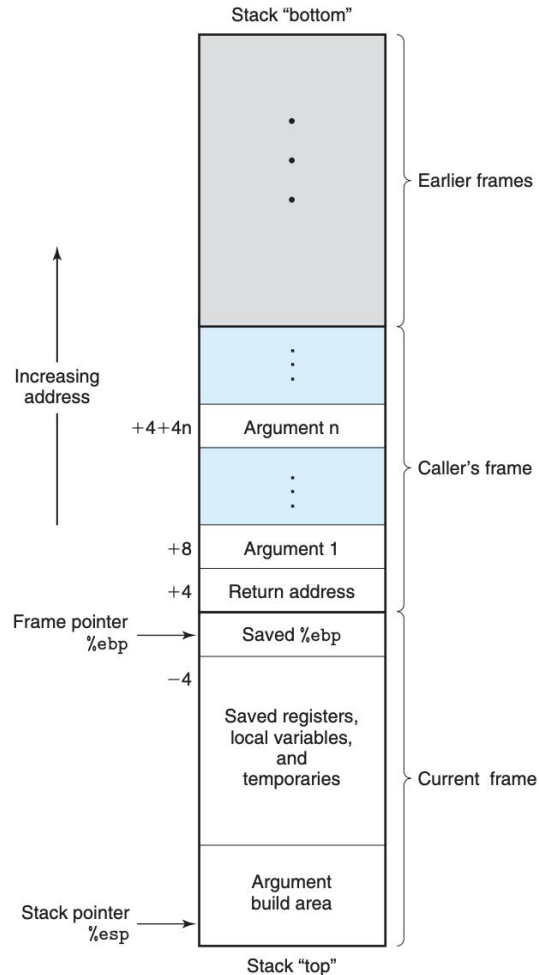 Stack “bottom”
Earlier frames
Increasing
address
+4+4n
Argument n
Caller’s frame
+8
Argument 1
+4
Return address
Frame pointer
%ebp
Saved %ebp
−4
Saved registers,
local variables,
and
temporaries
Current frame
Argument
build area
Stack pointer
%esp
Stack “top”